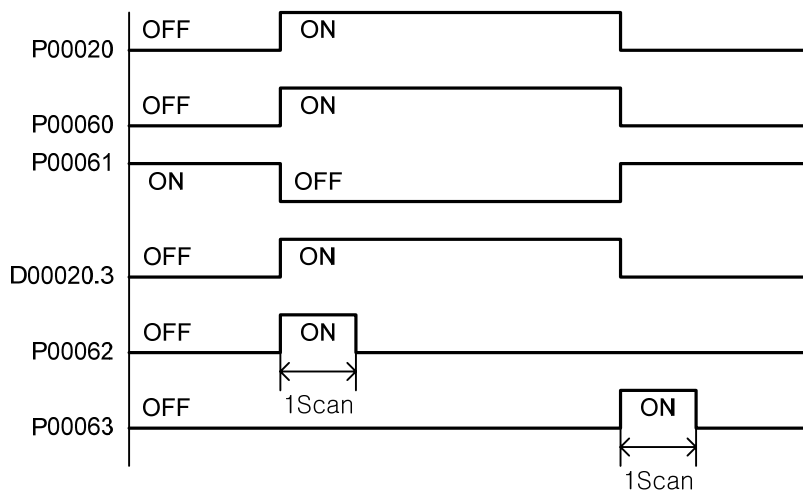 P00020 OFF ON
P00060 OFF ON
P00061 ON OFF
D00020.3 OFF ON
P00062 OFF ON
1Scan
P00063 OFF ON
1Scan